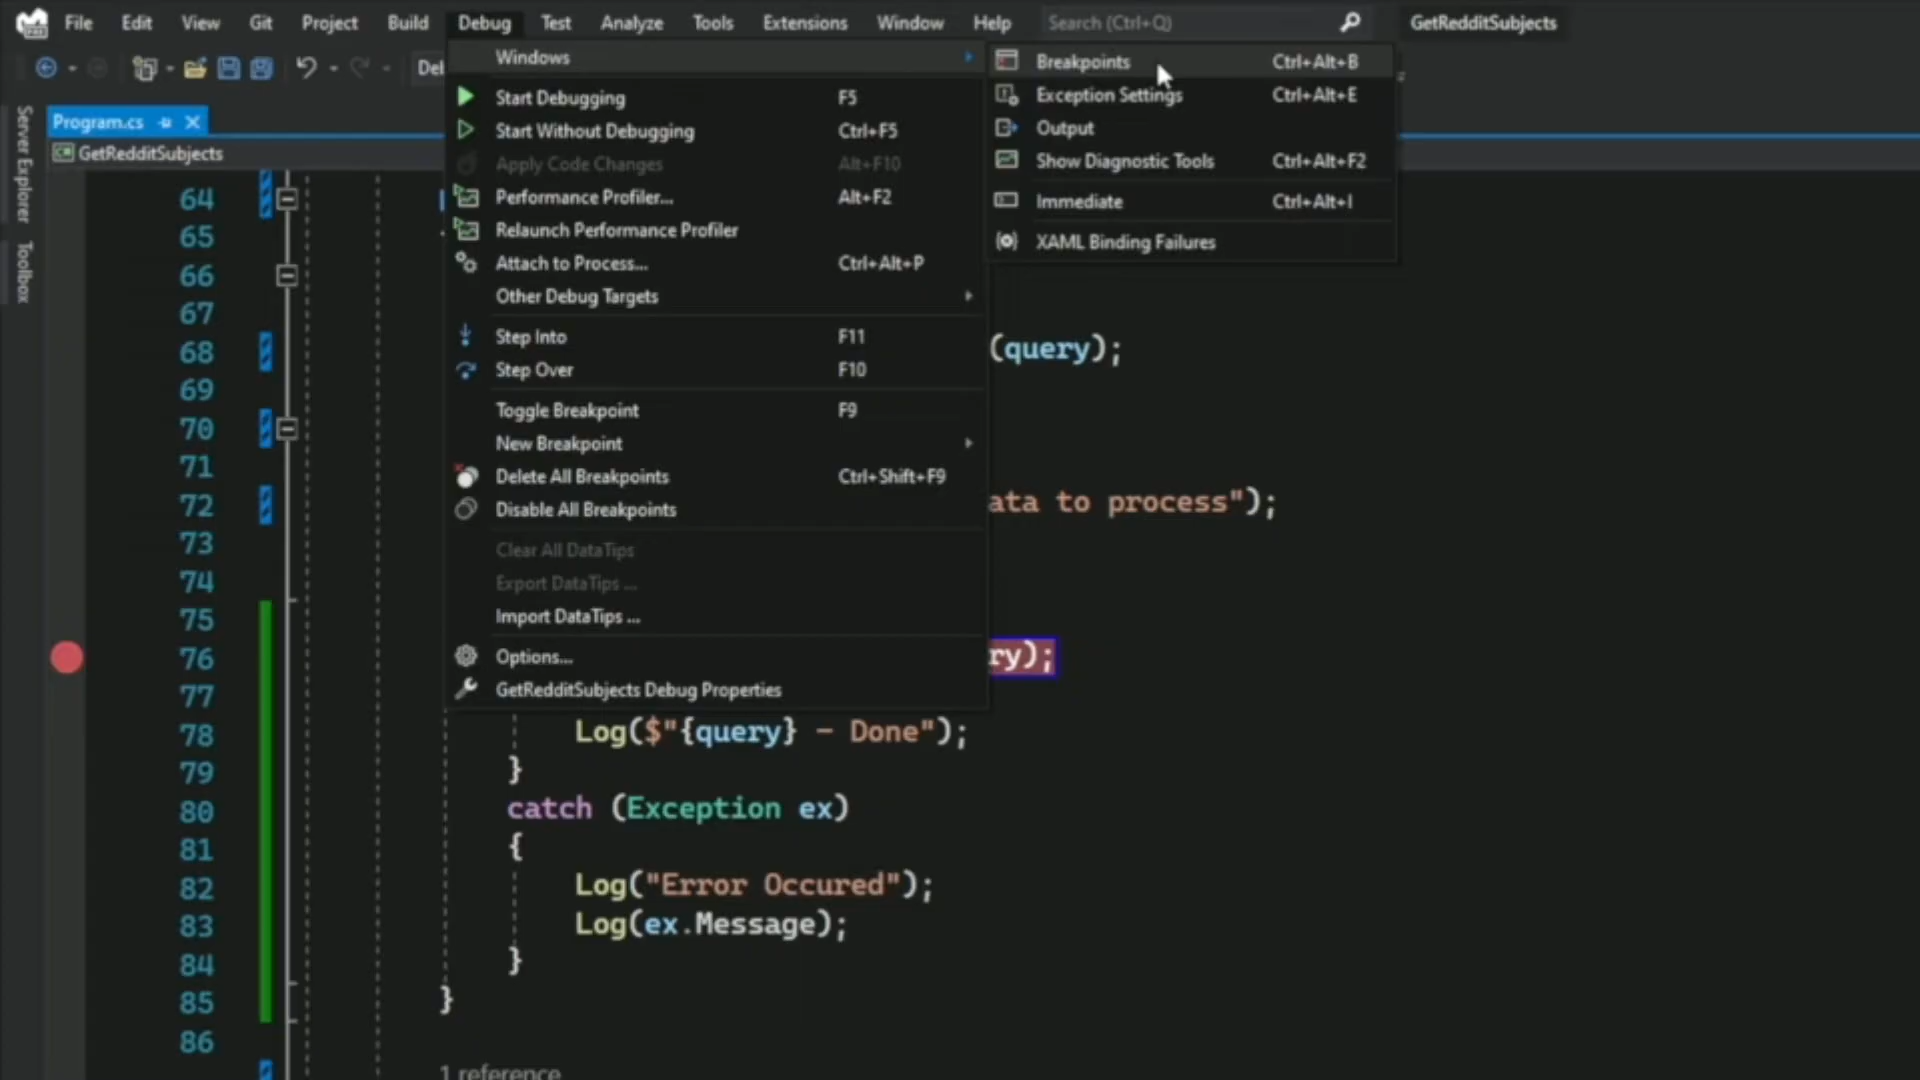 File Edit View Git Project Build Debug Test Analyze Tools Extensions Window Help Search (Ctrl+Q) GetRedditSubjects
Server Explorer
Toolbox
Program.cs
GetRedditSubjects
Windows
Start Debugging F5
Start Without Debugging Ctrl+F5
Apply Code Changes Alt+F10
Performance Profiler... Alt+F2
Relaunch Performance Profiler
Attach to Process... Ctrl+Alt+P
Other Debug Targets
Step Into F11
Step Over F10
Toggle Breakpoint F9
New Breakpoint
Delete All Breakpoints Ctrl+Shift+F9
Disable All Breakpoints
Clear All DataTips
Export DataTips ...
Import DataTips ...
Options...
GetRedditSubjects Debug Properties
Breakpoints Ctrl+Alt+B
Exception Settings Ctrl+Alt+E
Output
Show Diagnostic Tools Ctrl+Alt+F2
Immediate Ctrl+Alt+I
XAML Binding Failures
64
65
66
67
68 (query);
69
70
71
72 ata to process");
73
74
75
76 ry);
77
78 Log($"{query} - Done");
79 }
80 catch (Exception ex)
81 {
82 Log("Error Occured");
83 Log(ex.Message);
84 }
85 }
86
1 reference